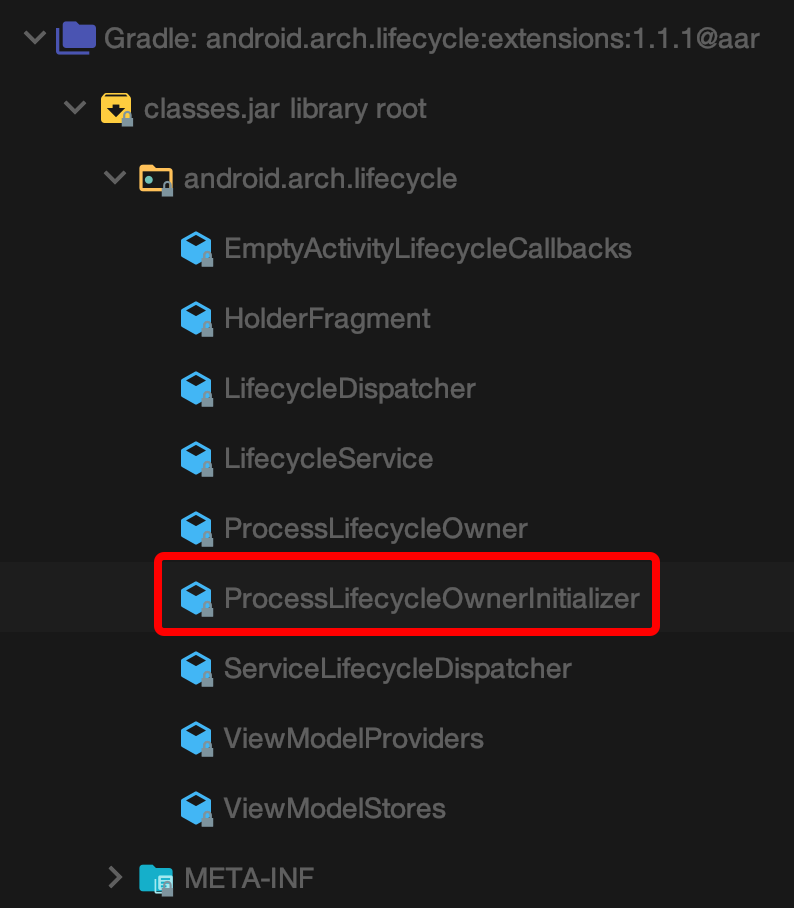 Gradle: android.arch.lifecycle:extensions:1.1.1@aar
classes.jar library root
android.arch.lifecycle
EmptyActivityLifecycleCallbacks
HolderFragment
LifecycleDispatcher
LifecycleService
ProcessLifecycleOwner
ProcessLifecycleOwnerInitializer
ServiceLifecycleDispatcher
ViewModelProviders
ViewModelStores
META-INF